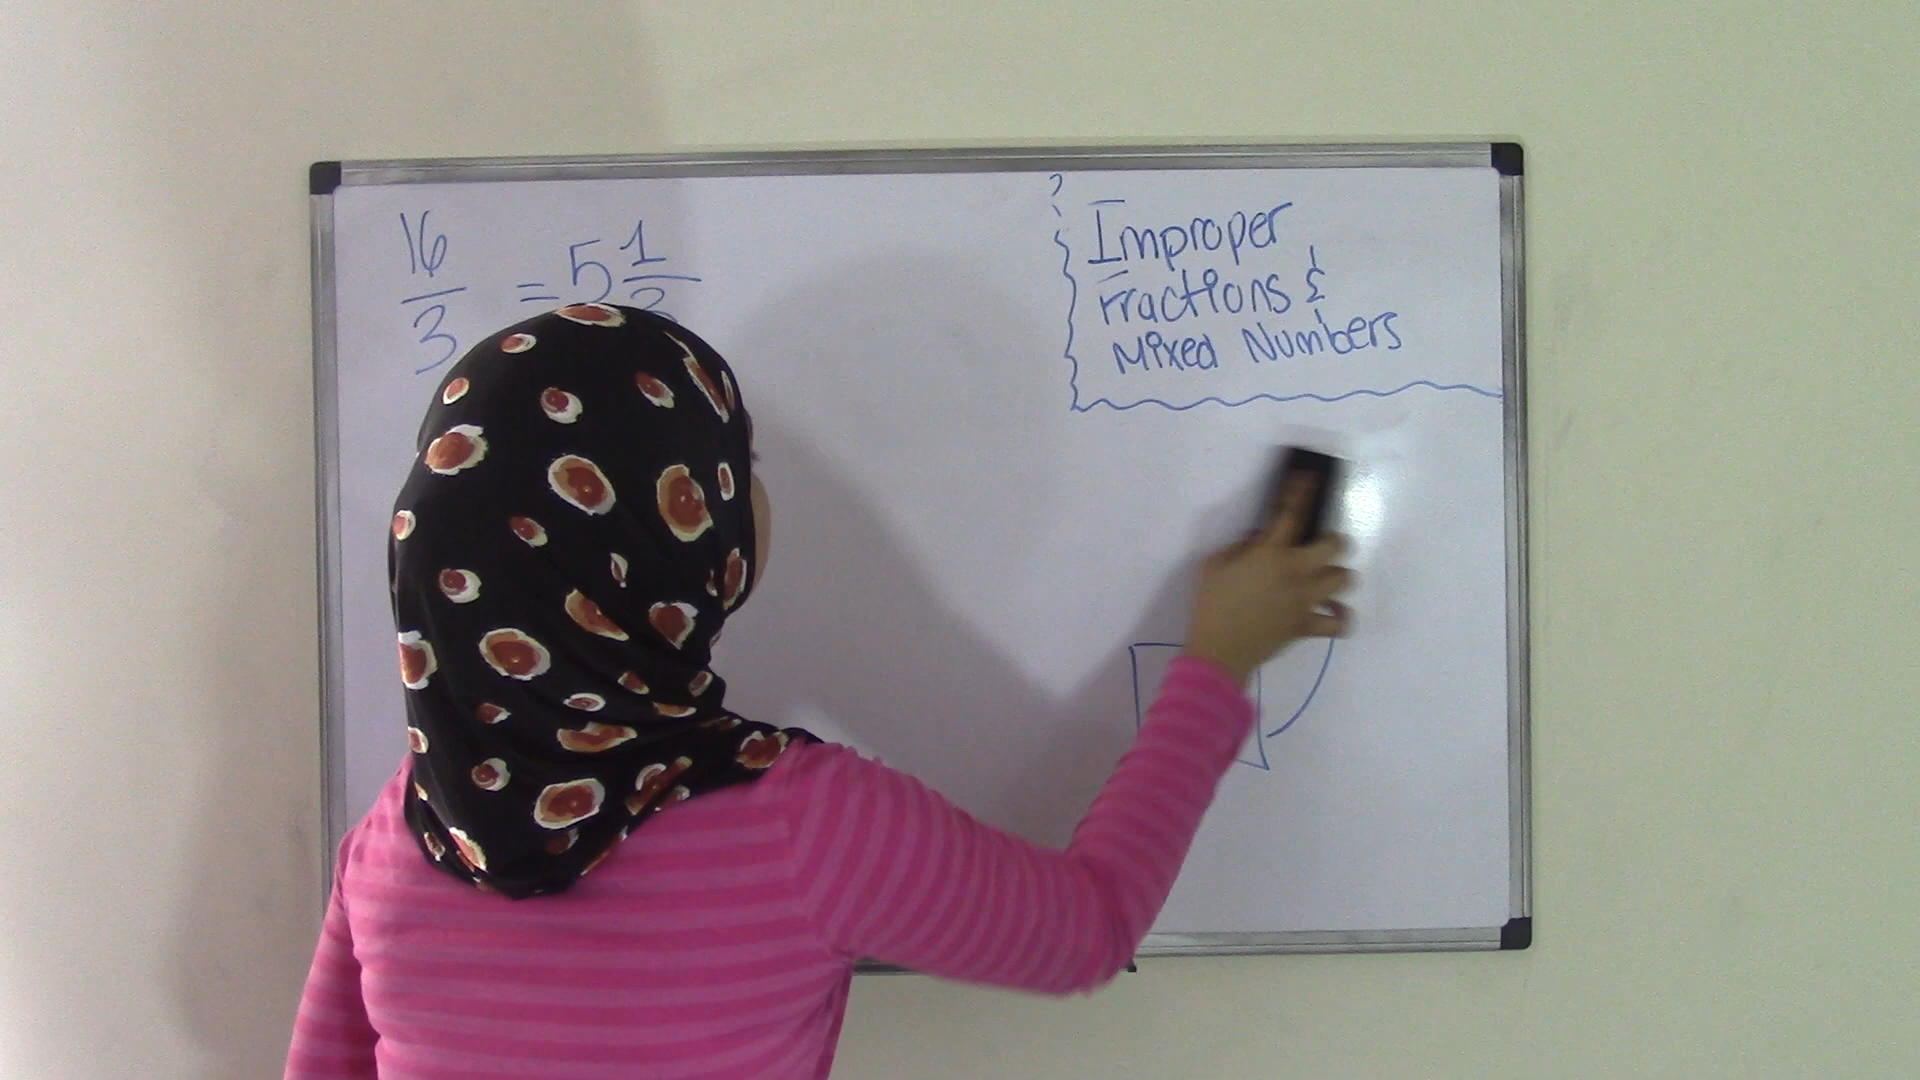 16
3
= 5 1
3
Improper
Fractions &
Mixed Numbers